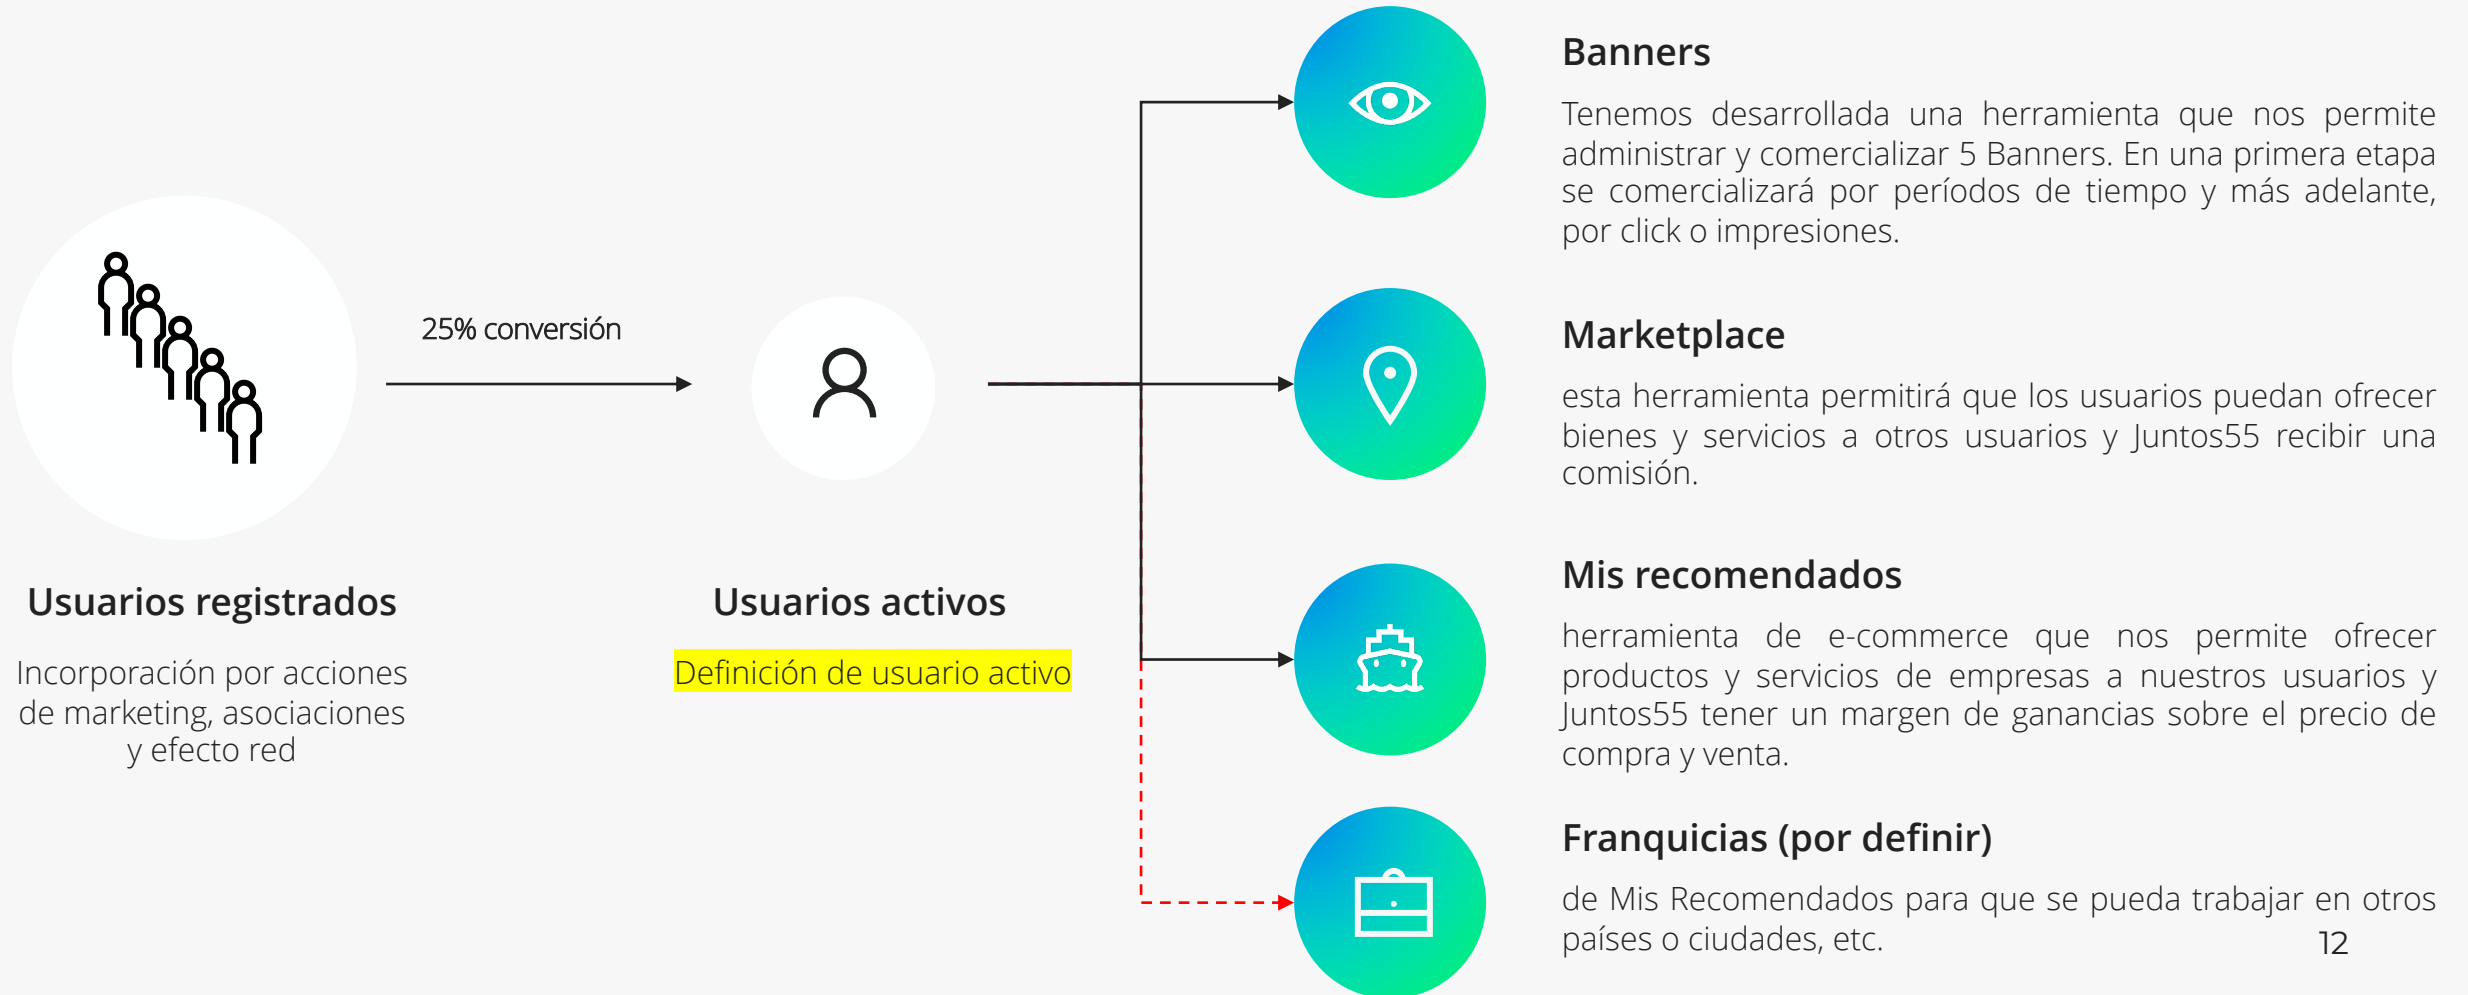 Usuarios registrados
Incorporación por acciones
de marketing, asociaciones
y efecto red
25% conversión
Usuarios activos
Definición de usuario activo
Banners
Tenemos desarrollada una herramienta que nos permite
administrar y comercializar 5 Banners. En una primera etapa
se comercializará por períodos de tiempo y más adelante,
por click o impresiones.
Marketplace
esta herramienta permitirá que los usuarios puedan ofrecer
bienes y servicios a otros usuarios y Juntos55 recibir una
comisión.
Mis recomendados
herramienta de e-commerce que nos permite ofrecer
productos y servicios de empresas a nuestros usuarios y
Juntos55 tener un margen de ganancias sobre el precio de
compra y venta.
Franquicias (por definir)
de Mis Recomendados para que se pueda trabajar en otros
países o ciudades, etc.
12